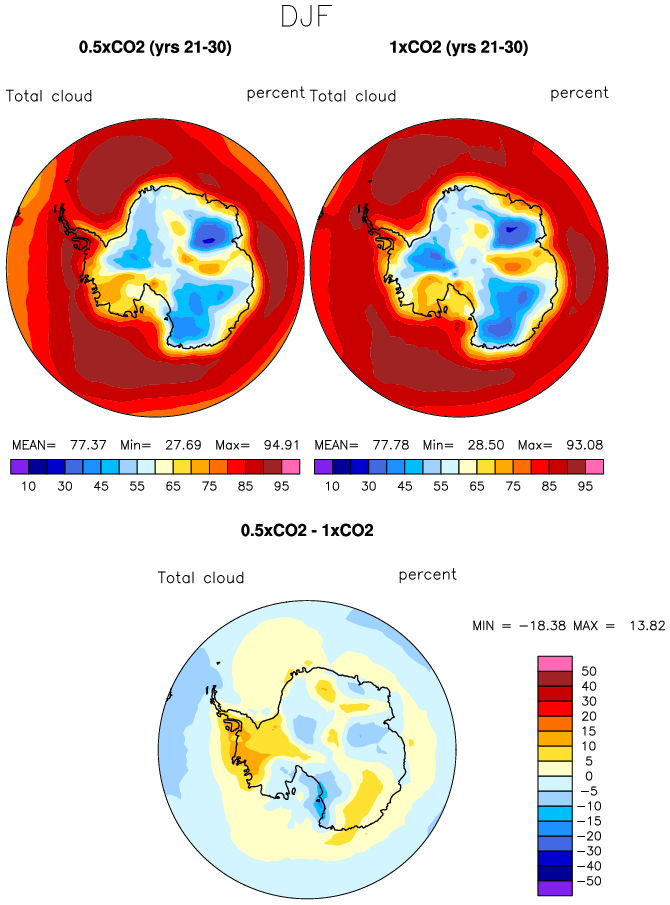 DJF
0.5xCO2 (yrs 21-30)
1xCO2 (yrs 21-30)
Total cloud percent
Total cloud percent
MEAN= 77.37 Min= 27.69 Max= 94.91
10 30 45 55 65 75 85 95
MEAN= 77.78 Min= 28.50 Max= 93.08
10 30 45 55 65 75 85 95
0.5xCO2 - 1xCO2
Total cloud percent
MIN = -18.38 MAX = 13.82
50
40
30
20
15
10
5
0
-5
-10
-15
-20
-30
-40
-50